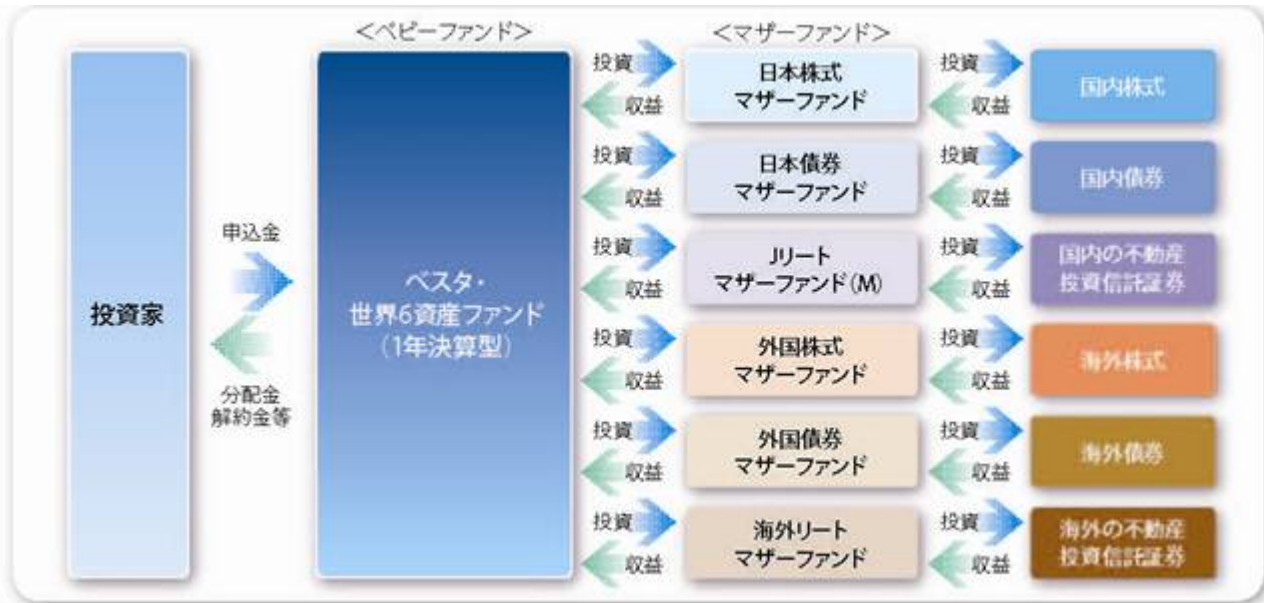 <ベビーファンド>
<マザーファンド>
投資家
申込金
分配金
解約金等
ベスタ・
世界6資産ファンド
(1年決算型)
投資
収益
日本株式
マザーファンド
投資
収益
国内株式
投資
収益
日本債券
マザーファンド
投資
収益
国内債券
投資
収益
Jリート
マザーファンド(M)
投資
収益
国内の不動産
投資信託証券
投資
収益
外国株式
マザーファンド
投資
収益
海外株式
投資
収益
外国債券
マザーファンド
投資
収益
海外債券
投資
収益
海外リート
マザーファンド
投資
収益
海外の不動産
投資信託証券